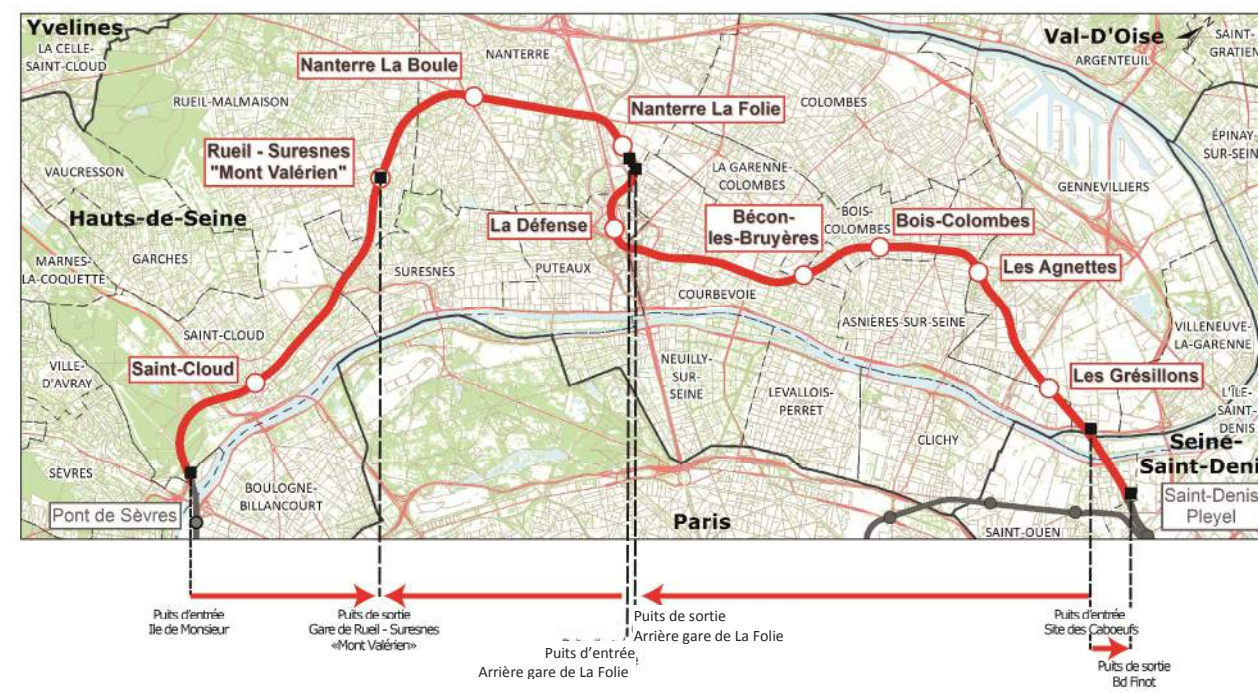 Yvelines
LA CELLE-
SAINT-CLOUD
NANTERRE
Val-D'Oise
N
SAINT-
GRATIEN
ARGENTEUIL
Nanterre La Boule
RUEIL-MALMAISON
Nanterre La Folie
COLOMBES
ÉPINAY
SUR-SEIN
Rueil - Suresnes
"Mont Valérien"
VAUCRESSON
LA GARENNE-
COLOMBES
GENNEVILLIERS
Hauts-de-Seine
La Défense
Bécon-
les-Bruyères
BOIS-
COLOMBES
Bois-Colombes
MARNES-
LA-COQUETTE
GARCHES
SURESNES
PUTEAUX
Les Agnettes
COURBEVOIE
SAINT-CLOUD
ASNIÈRES-SUR-SEINE
VILLENEUVE-
LA-GARENNE
VILLE-
D'AVRAY
Saint-Cloud
NEUILLY-
SUR-
SEINE
LEVALLOIS-
PERRET
Les Grésillons
L'ÎLE-
SAINT-
DENIS
CLICHY
Seine-
Saint-Deni
SÈVRES
BOULOGNE-
BILLANCOURT
Pont de Sèvres
Paris
SAINT-OUEN
Saint-Denis
Pleyel
Puits d'entrée
Ile de Monsieur
Puits de sortie
Gare de Rueil - Suresnes
«Mont Valérien»
Puits de sortie
Arrière gare de La Folie
Puits d'entrée
Arrière gare de La Folie
Puits d'entrée
Site des Caboeufs
Puits de sortie
Bd Finot